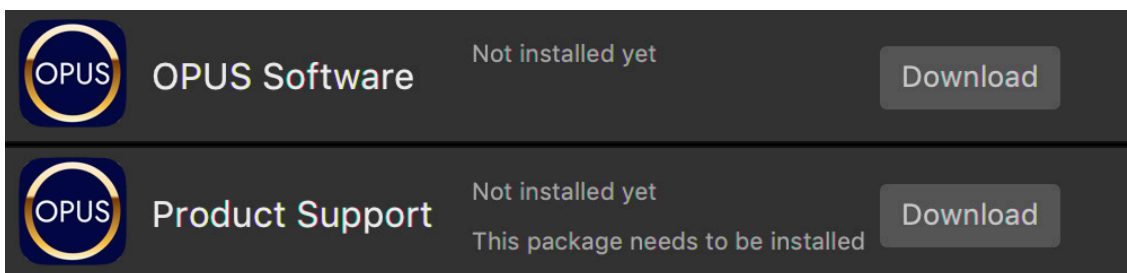 OPUS
OPUS Software
Not installed yet
Download
OPUS
Product Support
Not installed yet
This package needs to be installed
Download